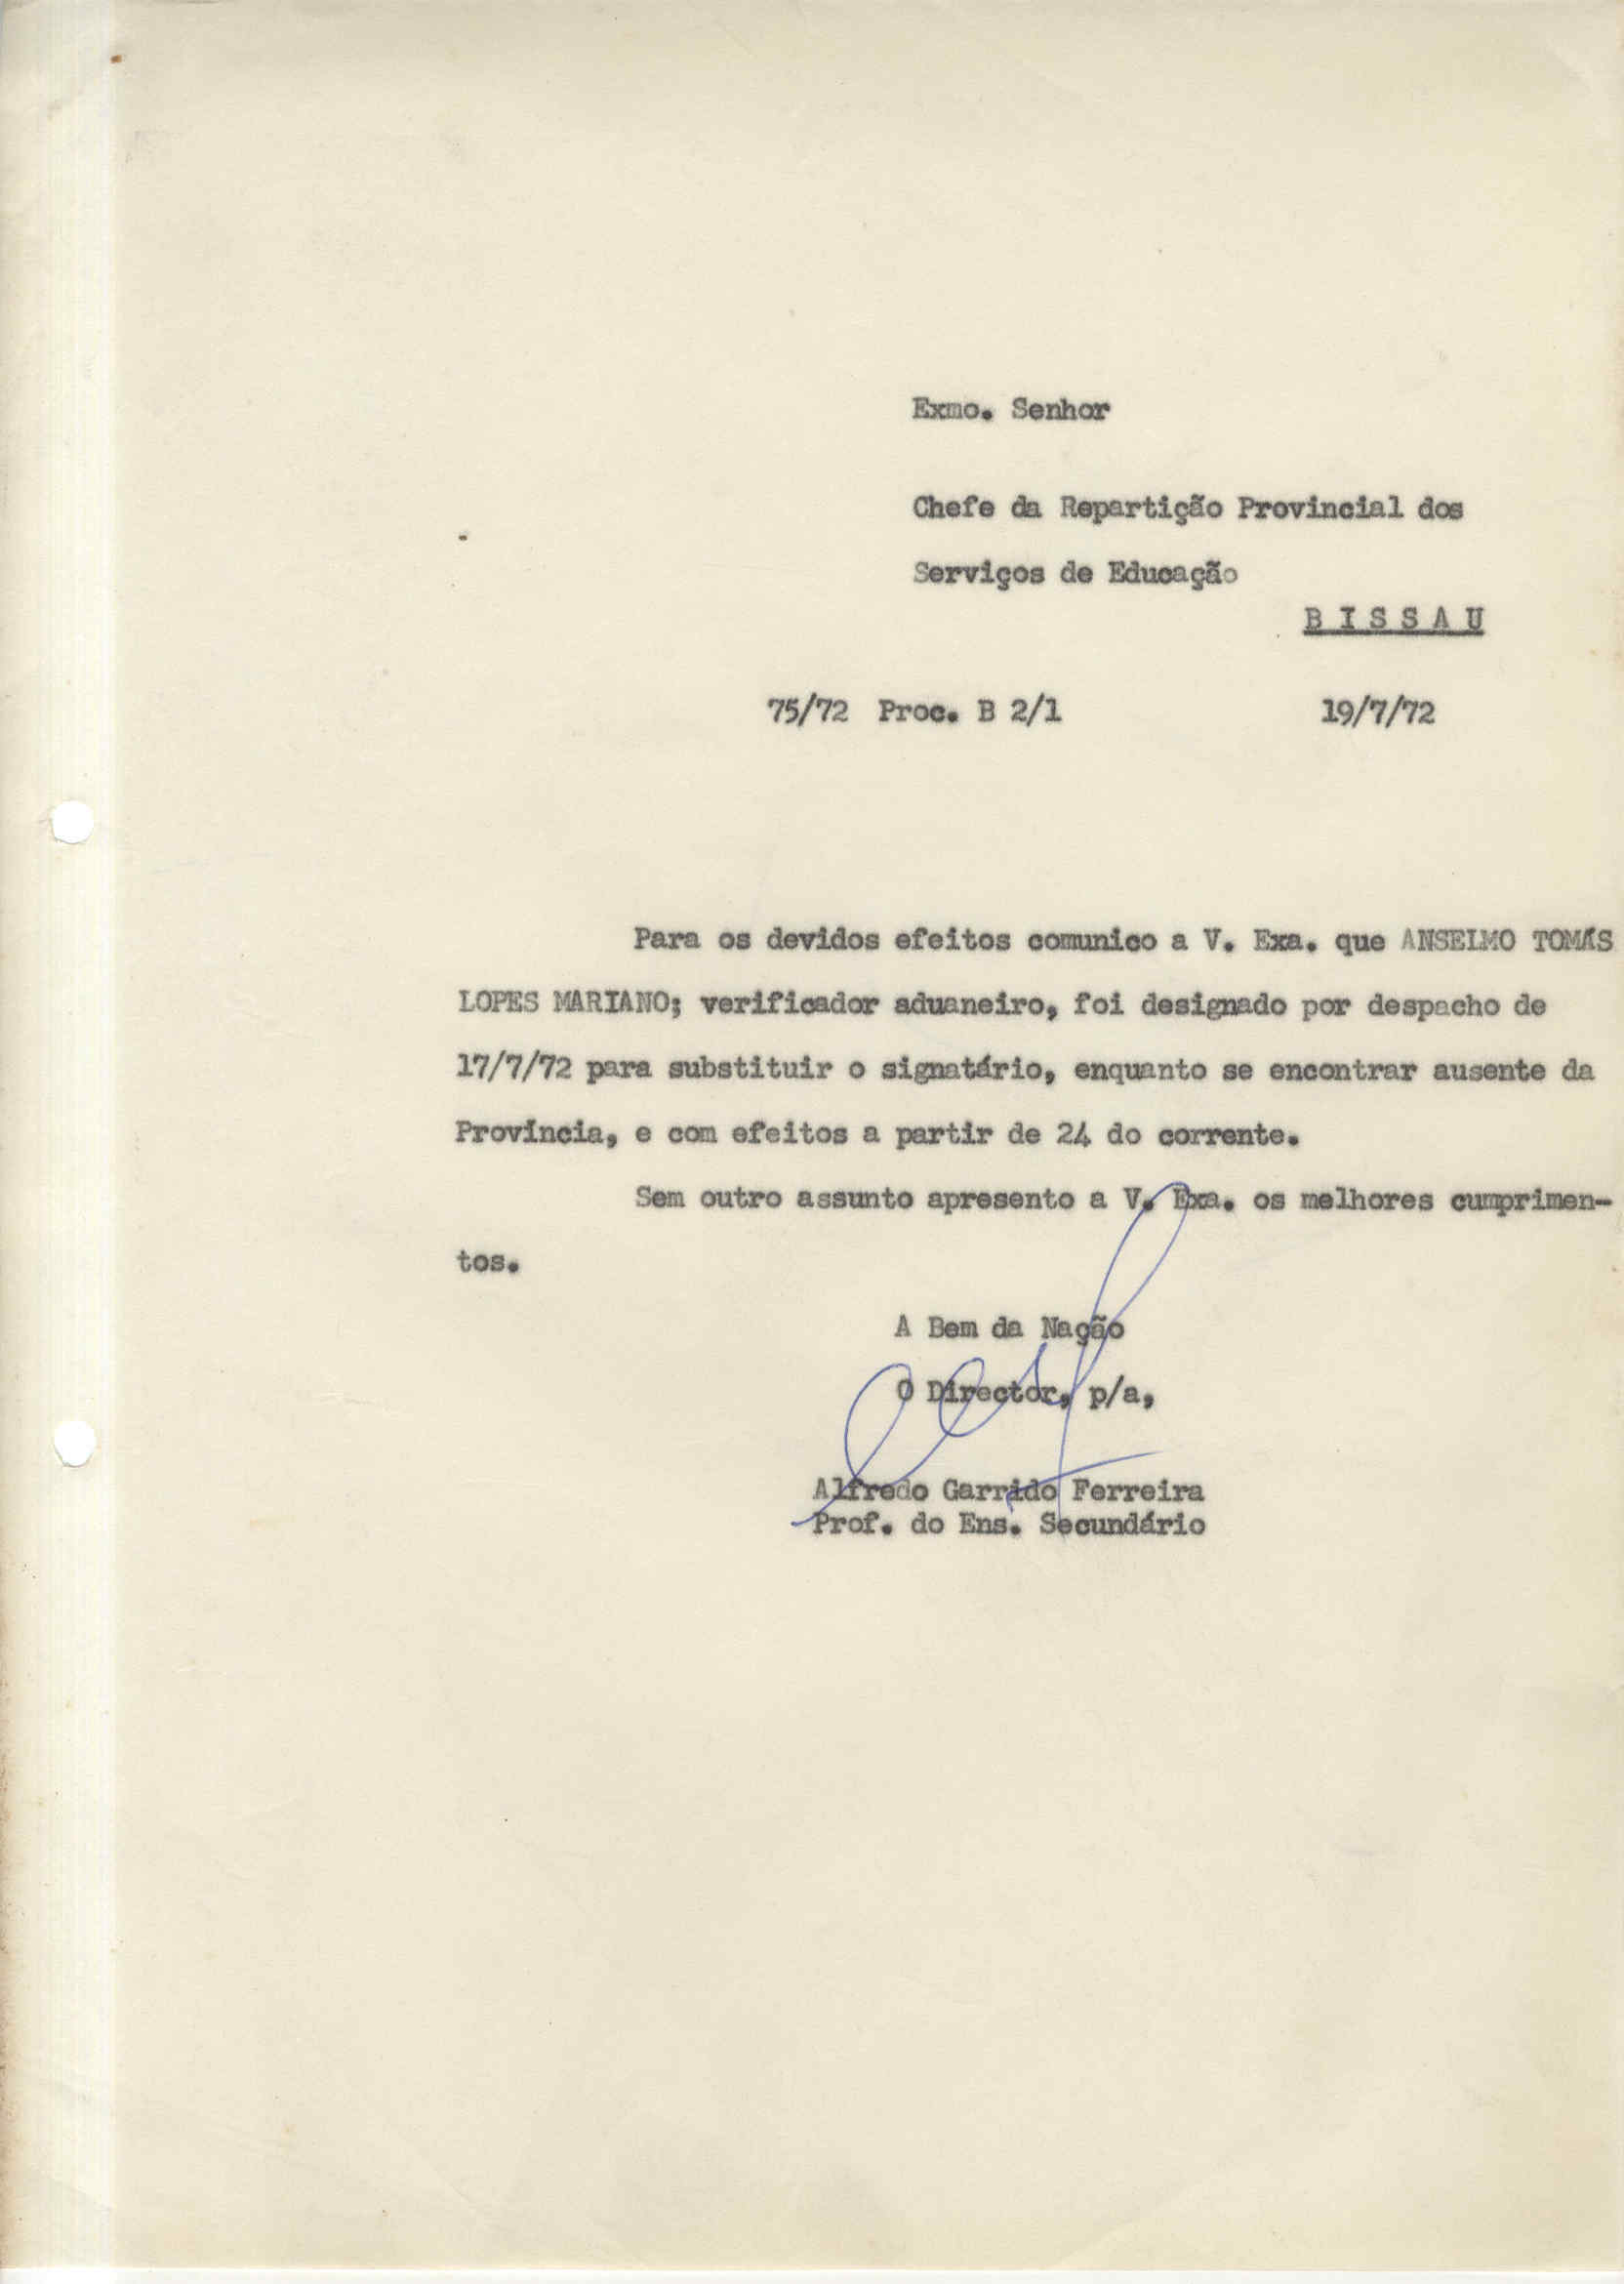 Exmo. Senhor
Chefe da Repartição Provincial dos
Serviços de Educação
B I S S A U
75/72 Proc. B 2/1 19/7/72
Para os devidos efeitos comunico a V. Exa. que ANSELMO TOMÁS
LOPES MARIANO; verificador aduaneiro, foi designado por despacho de
17/7/72 para substituir o signatário, enquanto se encontrar ausente da
Província, e com efeitos a partir de 24 do corrente.
Sem outro assunto apresento a V. Exa. os melhores cumprimen-
tos.
A Bem da Nação
O Director, p/a,
Alfredo Garrido Ferreira
Prof. do Ens. Secundário